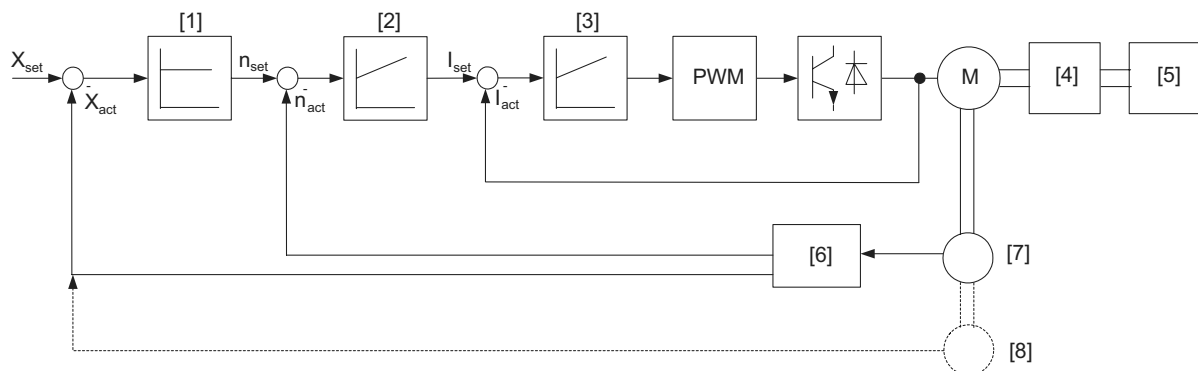 [1]
[2]
[3]
X_set
n_set
I_set
PWM
M
[4]
[5]
-
X_act
-
n_act
-
I_act
[6]
[7]
[8]